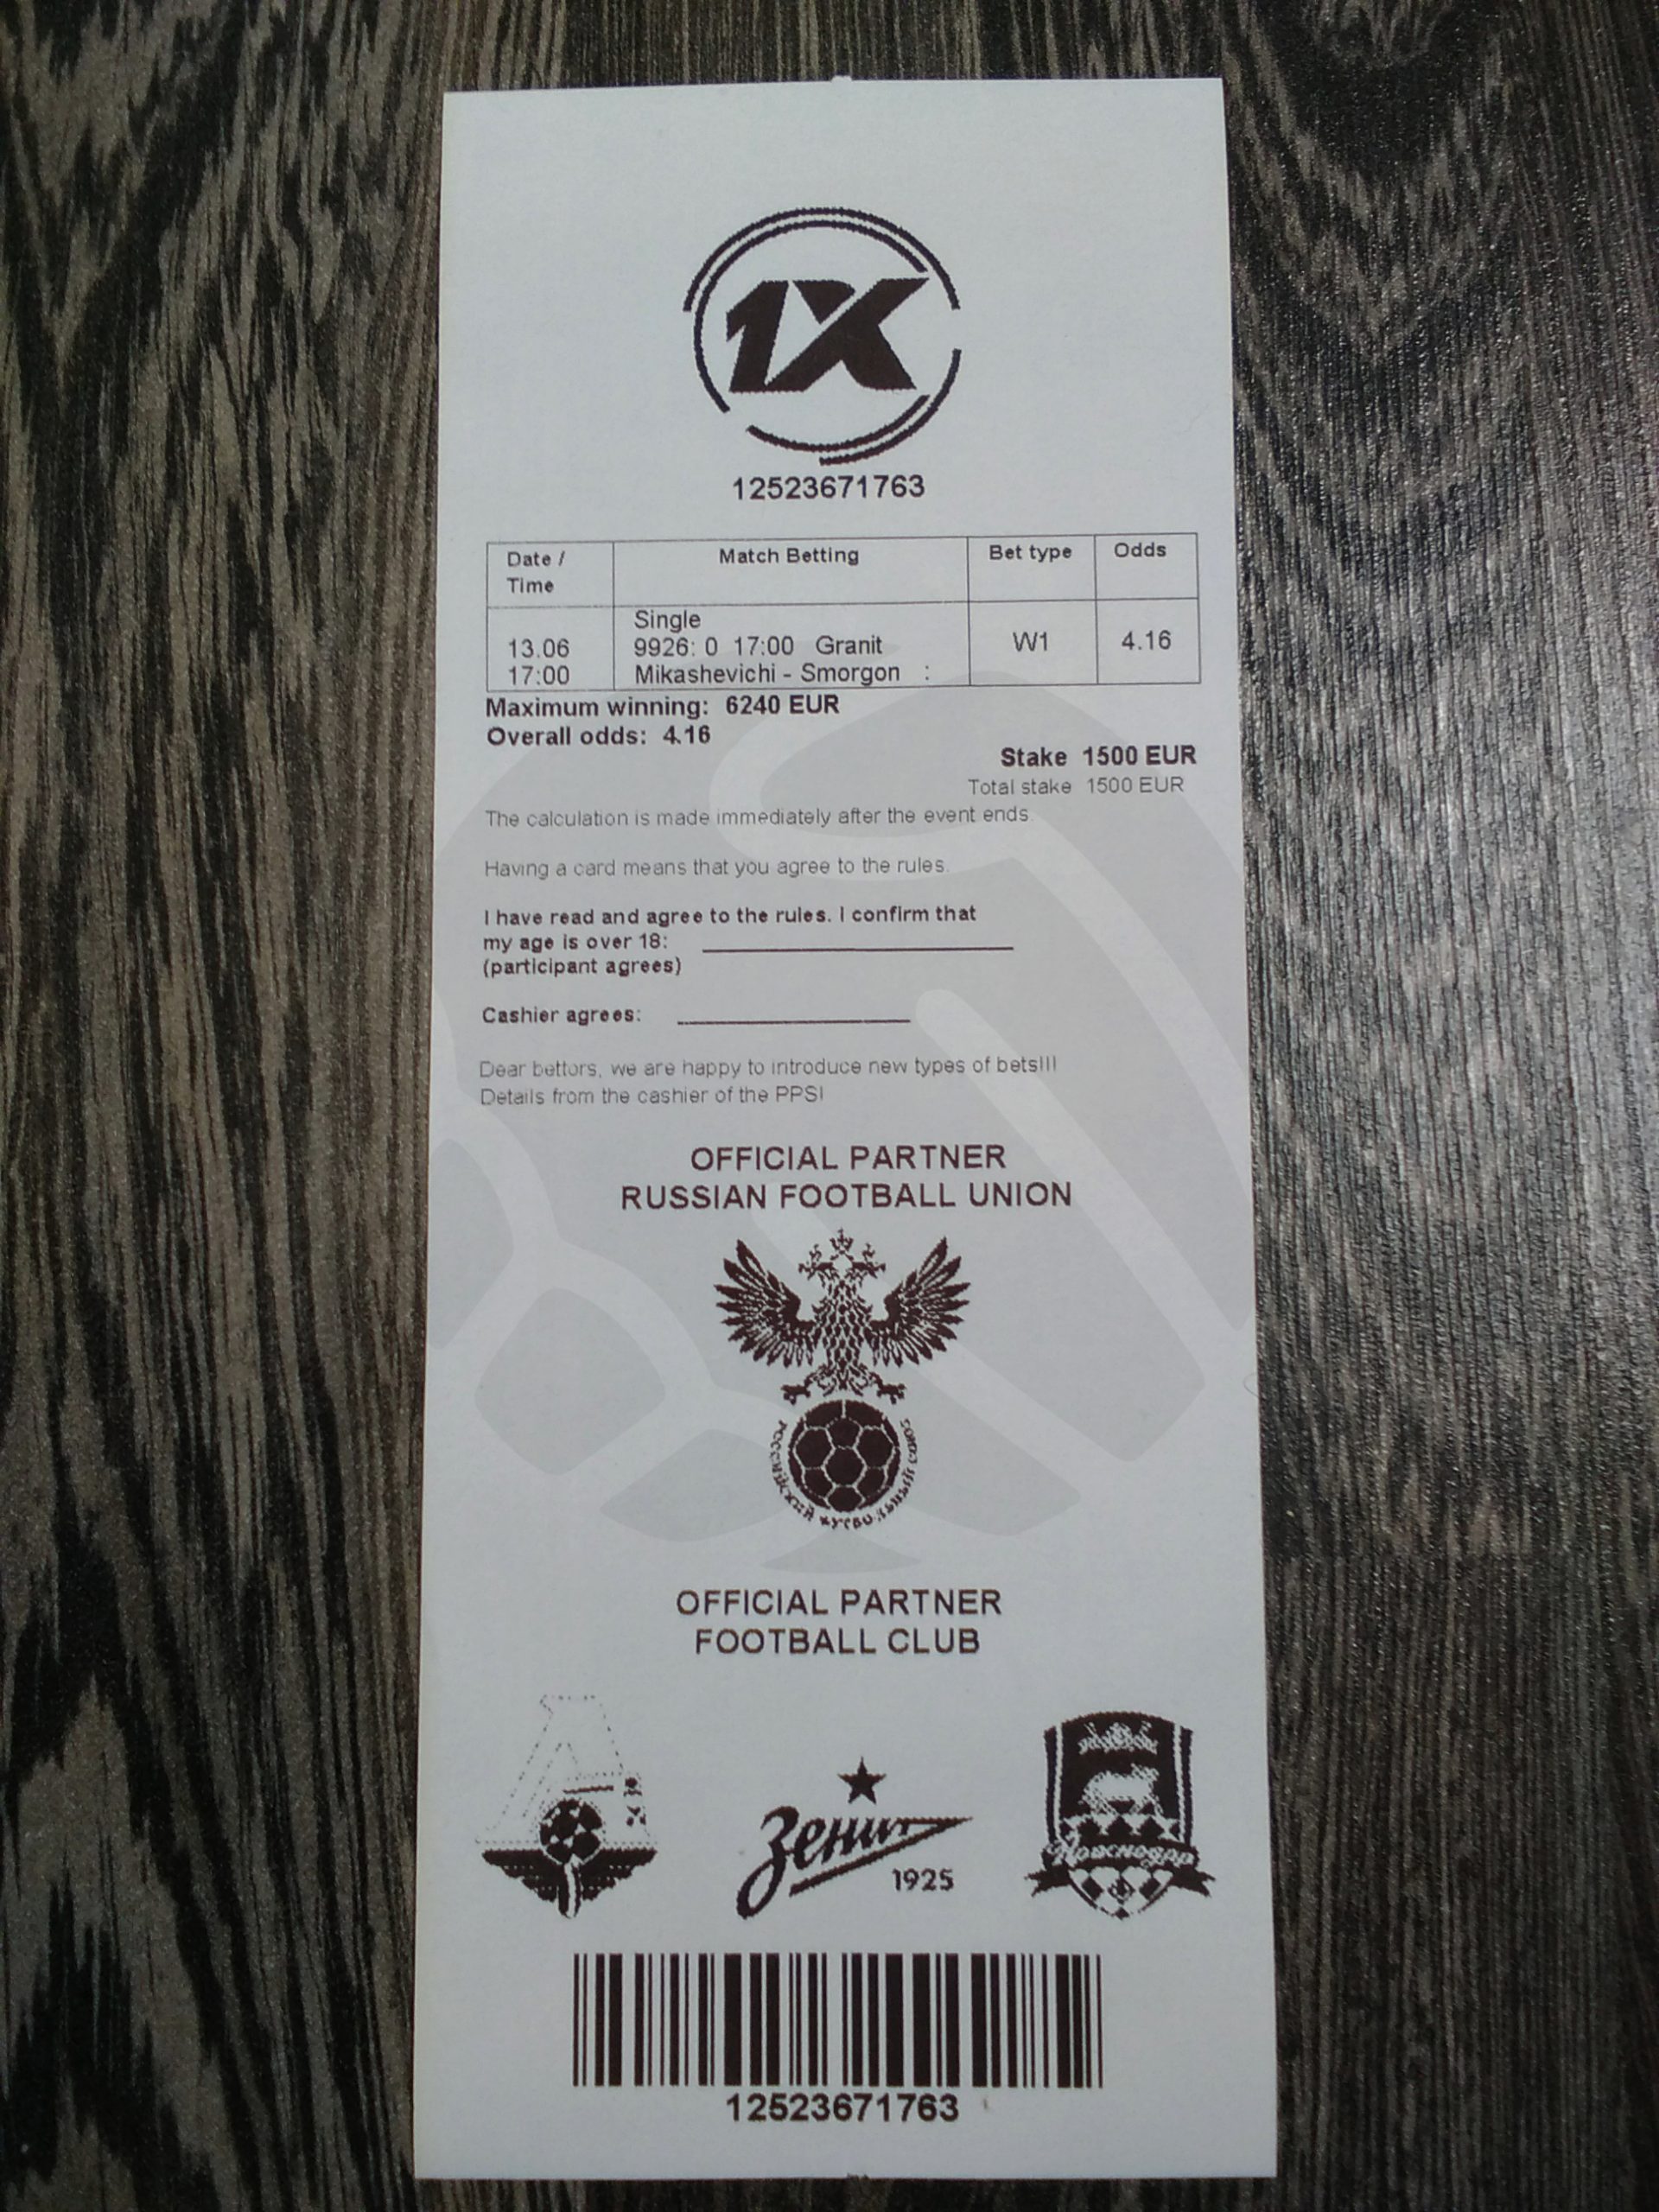 1X
12523671763
Date / Time Match Betting Bet type Odds
Single
13.06 9926: 0 17:00 Granit W1 4.16
17:00 Mikashevichi - Smorgon :
Maximum winning: 6240 EUR
Overall odds: 4.16
Stake 1500 EUR
Total stake 1500 EUR
The calculation is made immediately after the event ends.
Having a card means that you agree to the rules.
I have read and agree to the rules. I confirm that
my age is over 18:
(participant agrees)
Cashier agrees:
Dear bettors, we are happy to introduce new types of bets!!!
Details from the cashier of the PPS!
OFFICIAL PARTNER
RUSSIAN FOOTBALL UNION
РОССИЙСКИЙ ФУТБОЛЬНЫЙ СОЮЗ
OFFICIAL PARTNER
FOOTBALL CLUB
Зенит
1925
Краснодар
12523671763